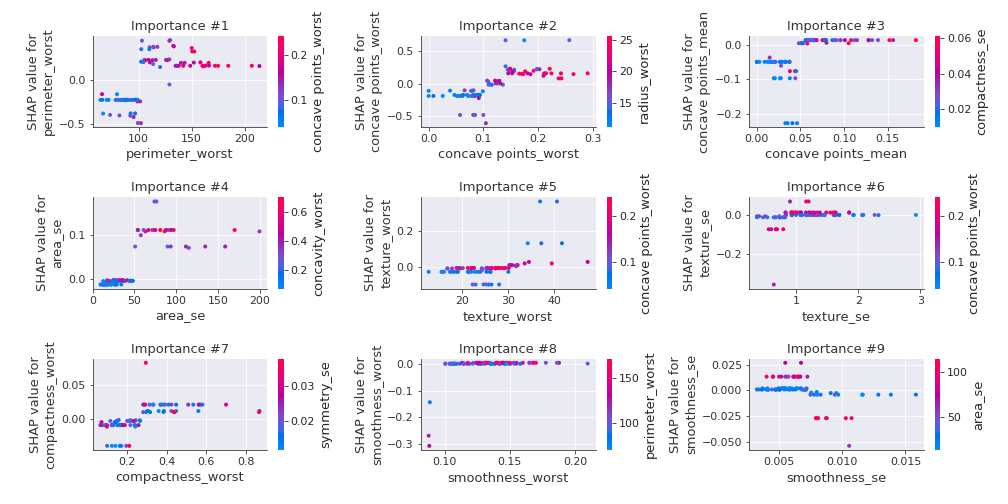 Importance #1
SHAP value for
perimeter_worst
0.0
−0.5
100
150
200
perimeter_worst
0.2
0.1
concave points_worst
Importance #2
SHAP value for
concave points_worst
0.5
0.0
−0.5
0.0
0.1
0.2
0.3
concave points_worst
25
20
15
radius_worst
Importance #3
SHAP value for
concave points_mean
0.0
−0.1
−0.2
0.00
0.05
0.10
0.15
concave points_mean
0.06
0.04
0.02
compactness_se
Importance #4
SHAP value for
area_se
0.1
0.0
0
50
100
150
200
area_se
0.6
0.4
0.2
concavity_worst
Importance #5
SHAP value for
texture_worst
0.2
0.0
20
30
40
texture_worst
0.2
0.1
concave points_worst
Importance #6
SHAP value for
texture_se
0.0
−0.2
1
2
3
texture_se
0.2
0.1
concave points_worst
Importance #7
SHAP value for
compactness_worst
0.05
0.00
0.2
0.4
0.6
0.8
compactness_worst
0.03
0.02
symmetry_se
Importance #8
SHAP value for
smoothness_worst
0.0
−0.1
−0.2
−0.3
0.10
0.15
0.20
smoothness_worst
150
100
perimeter_worst
Importance #9
SHAP value for
smoothness_se
0.025
0.000
−0.025
−0.050
0.005
0.010
0.015
smoothness_se
100
50
area_se